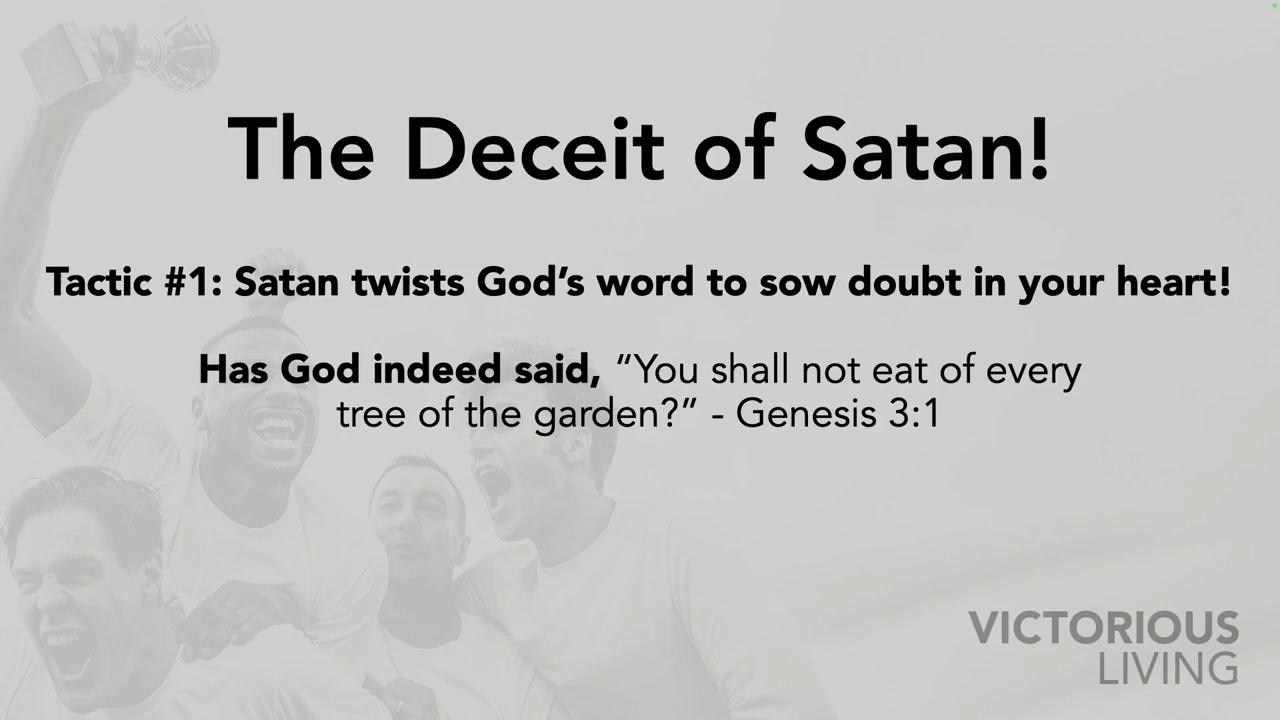 The Deceit of Satan!
Tactic #1: Satan twists God’s word to sow doubt in your heart!
Has God indeed said, “You shall not eat of every
tree of the garden?” - Genesis 3:1
VICTORIOUS
LIVING